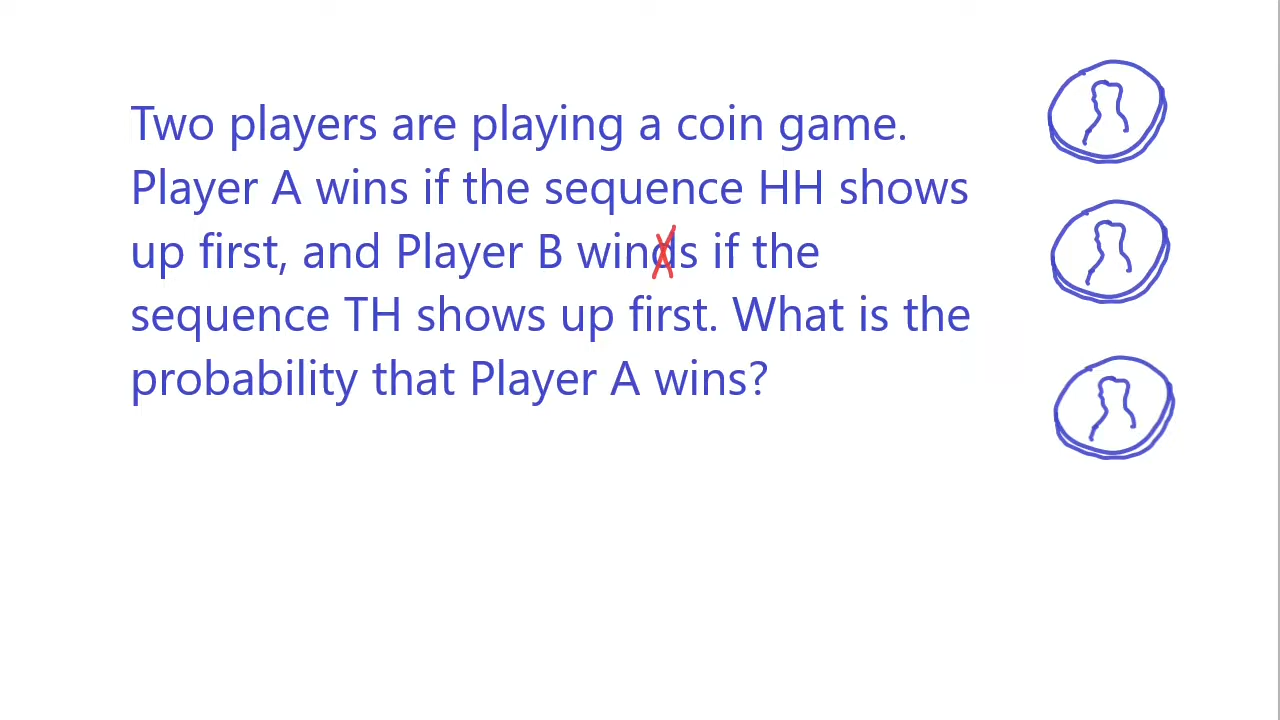 Two players are playing a coin game.
Player A wins if the sequence HH shows
up first, and Player B winds if the
sequence TH shows up first. What is the
probability that Player A wins?